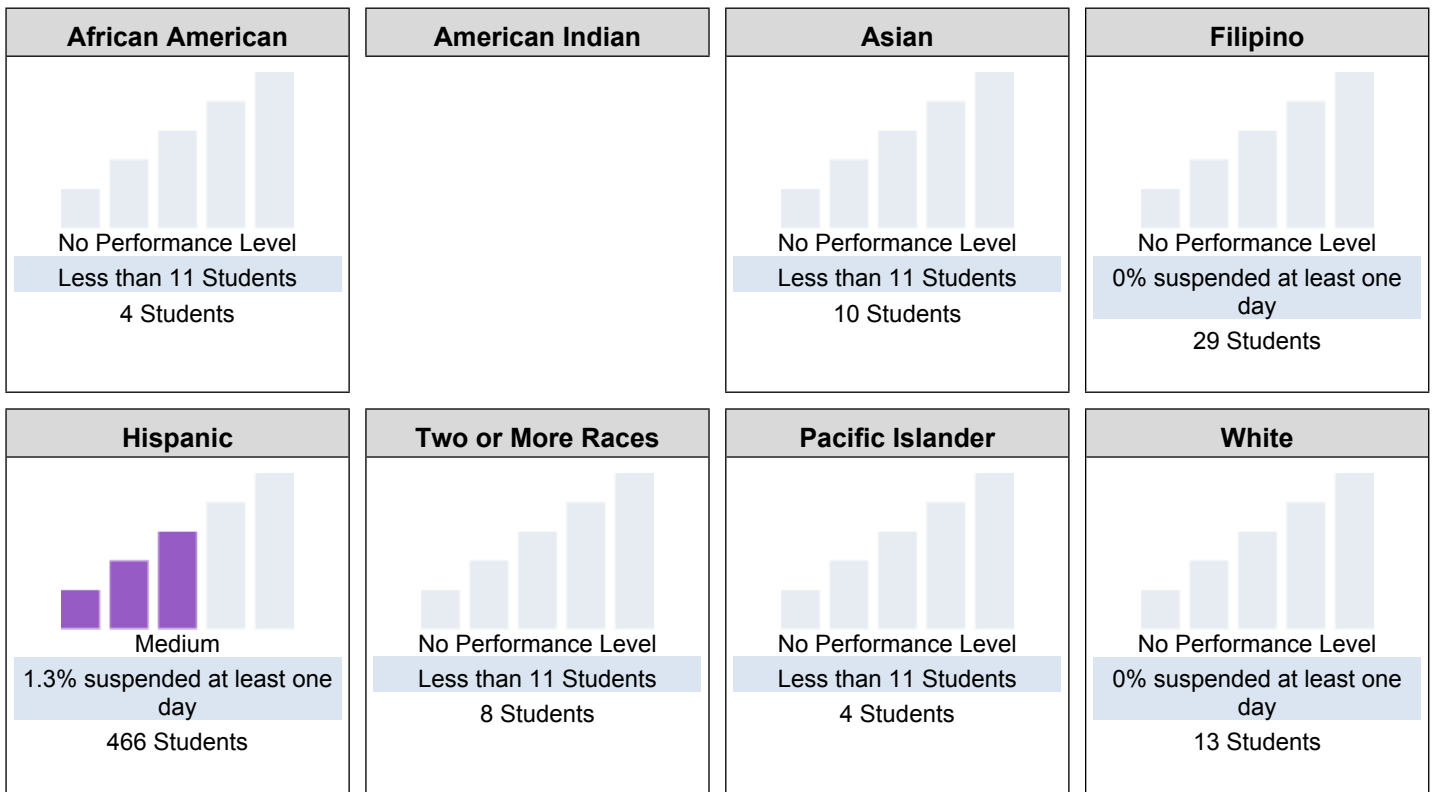 African American
No Performance Level
Less than 11 Students
4 Students
American Indian
Asian
No Performance Level
Less than 11 Students
10 Students
Filipino
No Performance Level
0% suspended at least one
day
29 Students
Hispanic
Medium
1.3% suspended at least one
day
466 Students
Two or More Races
No Performance Level
Less than 11 Students
8 Students
Pacific Islander
No Performance Level
Less than 11 Students
4 Students
White
No Performance Level
0% suspended at least one
day
13 Students